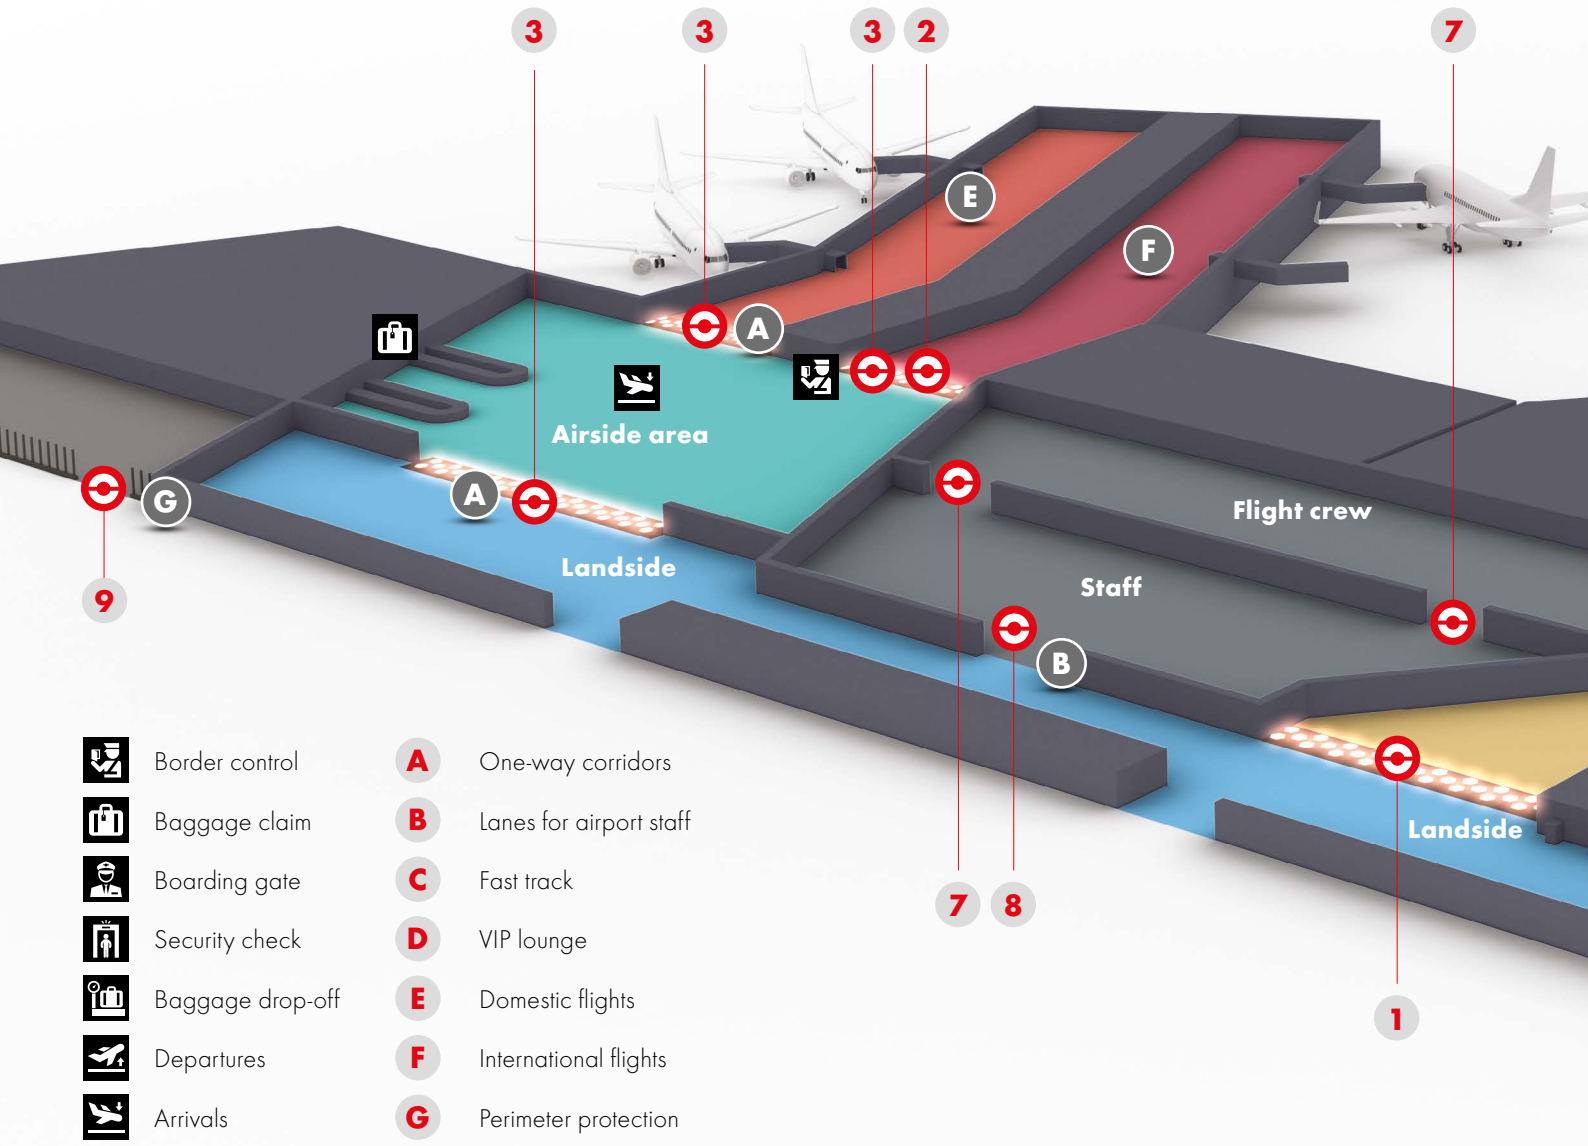 3 3 3 2 7
E
F
A
Airside area
A
G
Flight crew
Landside
Staff
9
B
Landside
7 8
1
Border control
Baggage claim
Boarding gate
Security check
Baggage drop-off
Departures
Arrivals
A One-way corridors
B Lanes for airport staff
C Fast track
D VIP lounge
E Domestic flights
F International flights
G Perimeter protection